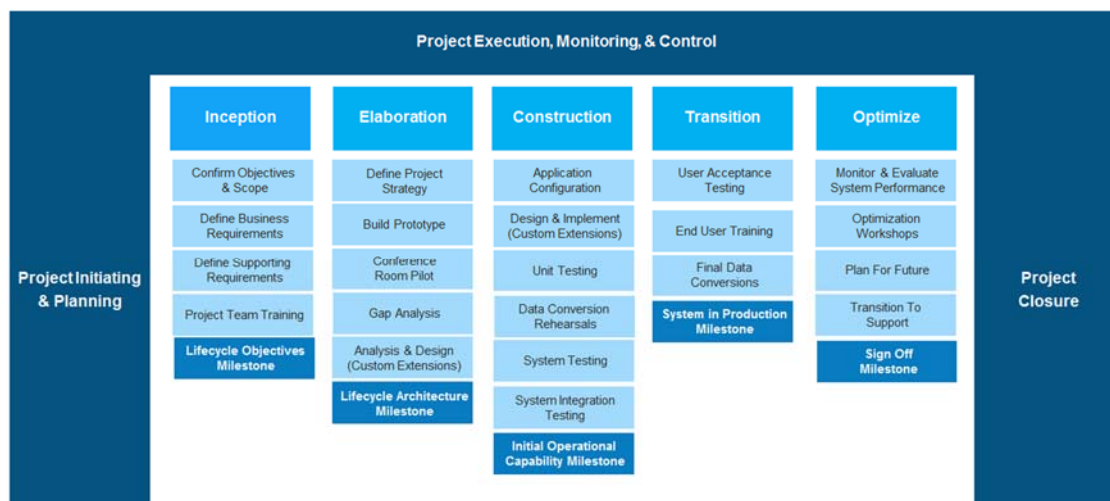 Project Execution, Monitoring, & Control
Project Initiating
& Planning
Inception
Confirm Objectives
& Scope
Define Business
Requirements
Define Supporting
Requirements
Project Team Training
Lifecycle Objectives
Milestone
Elaboration
Define Project
Strategy
Build Prototype
Conference
Room Pilot
Gap Analysis
Analysis & Design
(Custom Extensions)
Lifecycle Architecture
Milestone
Construction
Application
Configuration
Design & Implement
(Custom Extensions)
Unit Testing
Data Conversion
Rehearsals
System Testing
System Integration
Testing
Initial Operational
Capability Milestone
Transition
User Acceptance
Testing
End User Training
Final Data
Conversions
System in Production
Milestone
Optimize
Monitor & Evaluate
System Performance
Optimization
Workshops
Plan For Future
Transition To
Support
Sign Off
Milestone
Project
Closure